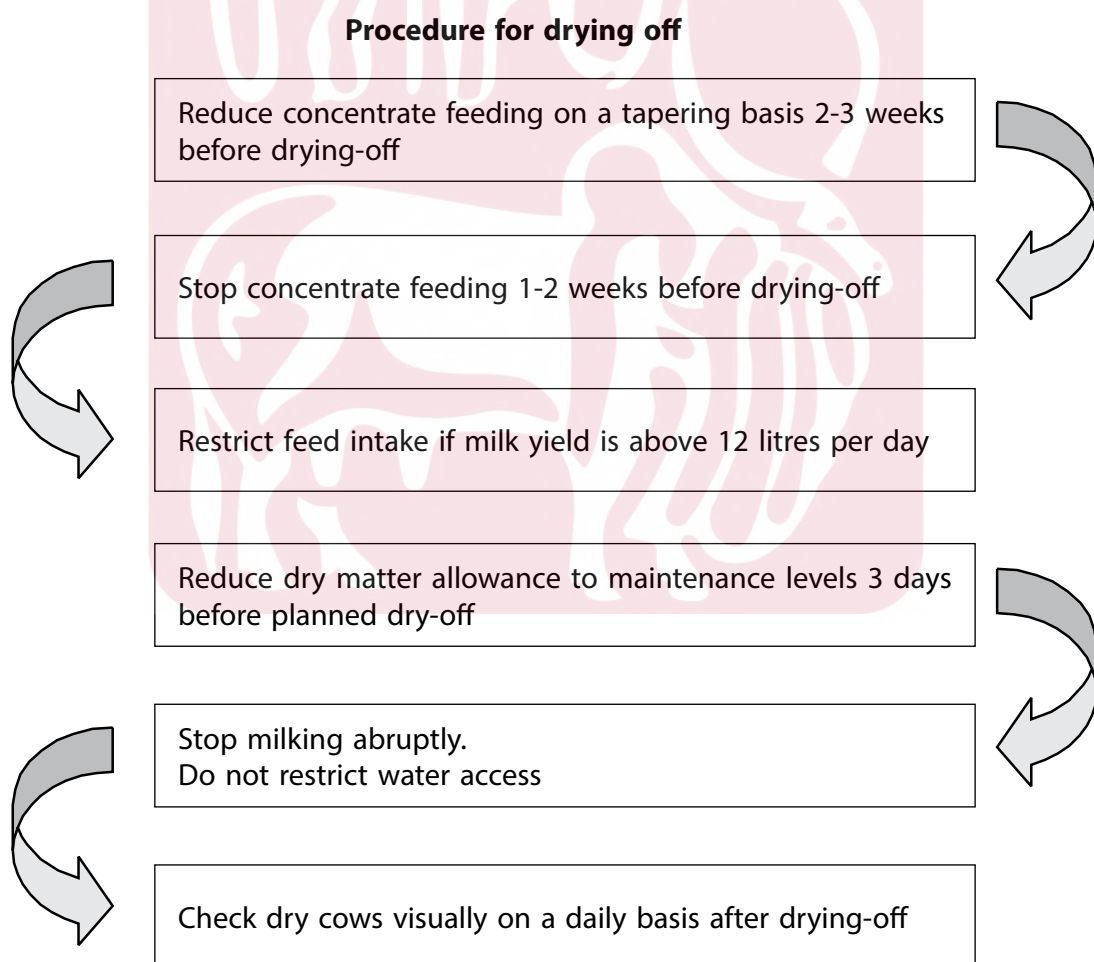 Procedure for drying off
Reduce concentrate feeding on a tapering basis 2-3 weeks
before drying-off
Stop concentrate feeding 1-2 weeks before drying-off
Restrict feed intake if milk yield is above 12 litres per day
Reduce dry matter allowance to maintenance levels 3 days
before planned dry-off
Stop milking abruptly.
Do not restrict water access
Check dry cows visually on a daily basis after drying-off